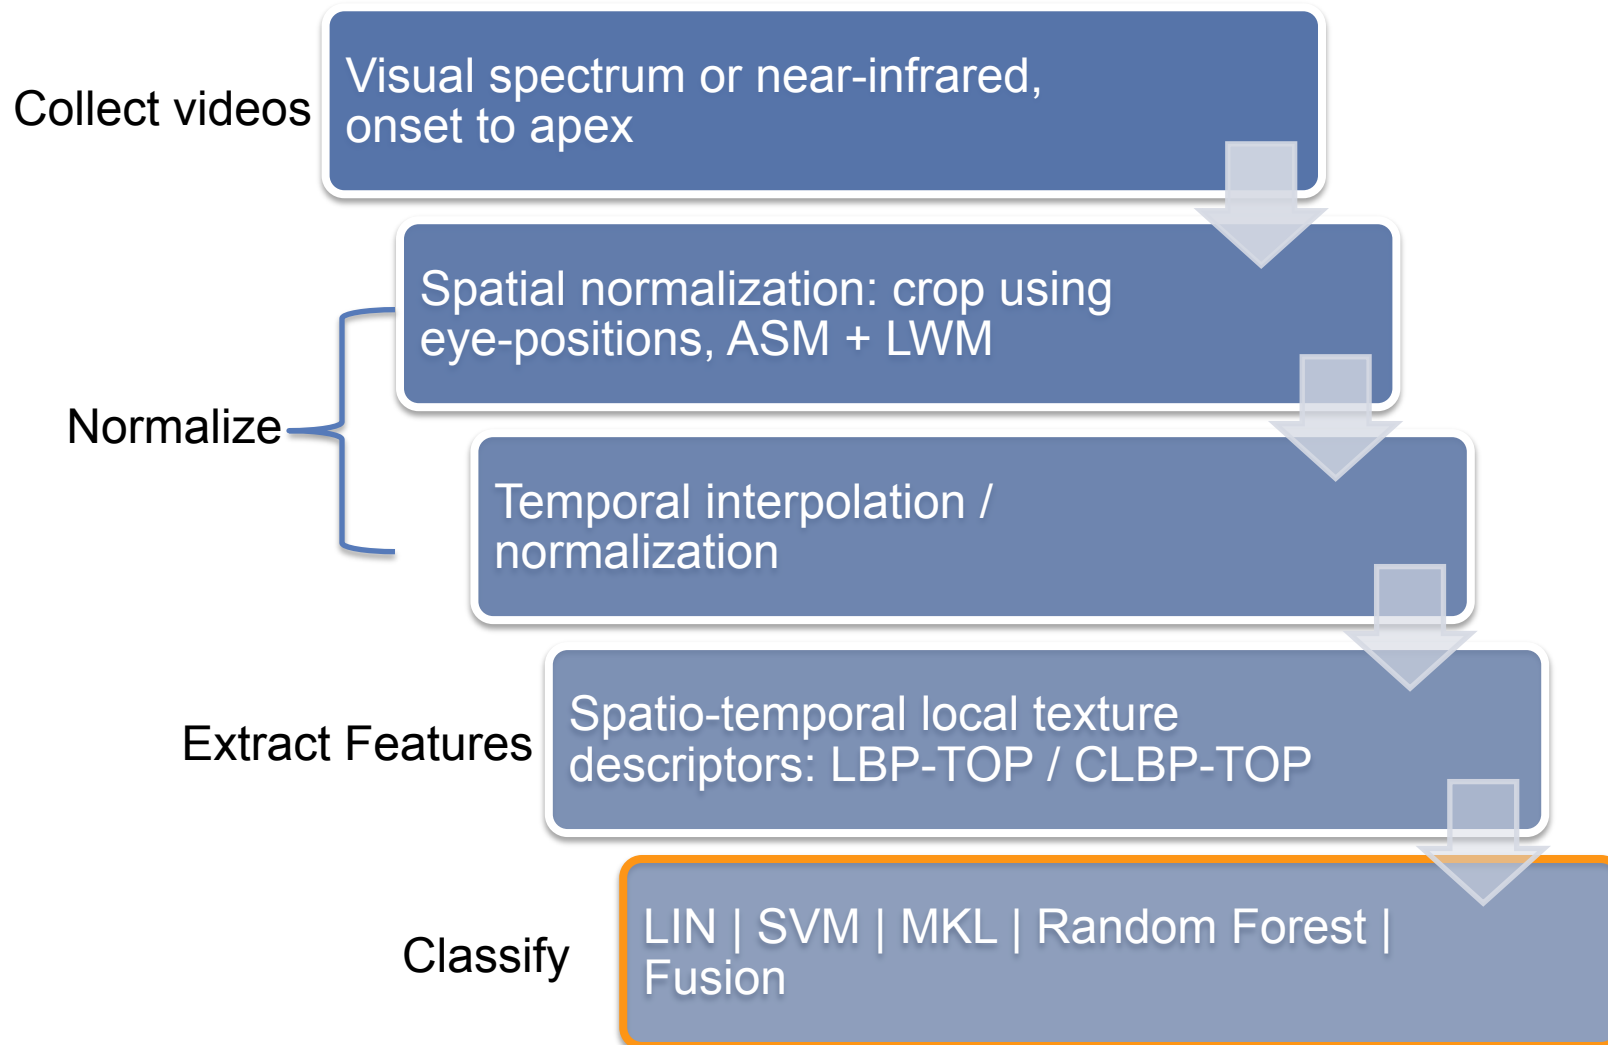 Collect videos
Visual spectrum or near-infrared,
onset to apex
Normalize
Spatial normalization: crop using
eye-positions, ASM + LWM
Temporal interpolation /
normalization
Extract Features
Spatio-temporal local texture
descriptors: LBP-TOP / CLBP-TOP
Classify
LIN | SVM | MKL | Random Forest |
Fusion